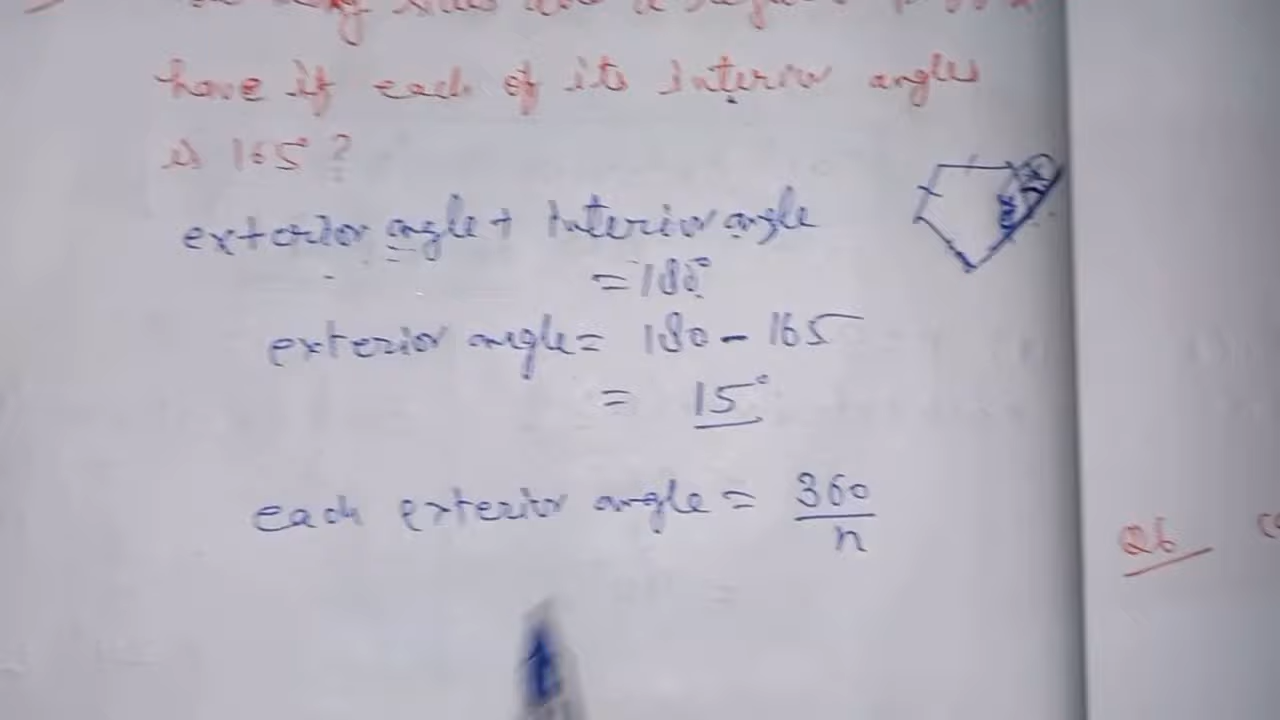 have if each of its interior angles
is 165° ?
exterior angle + Interior angle
= 180°
exterior angle = 180 - 165
= 15°
each exterior angle = 360/n
Q6